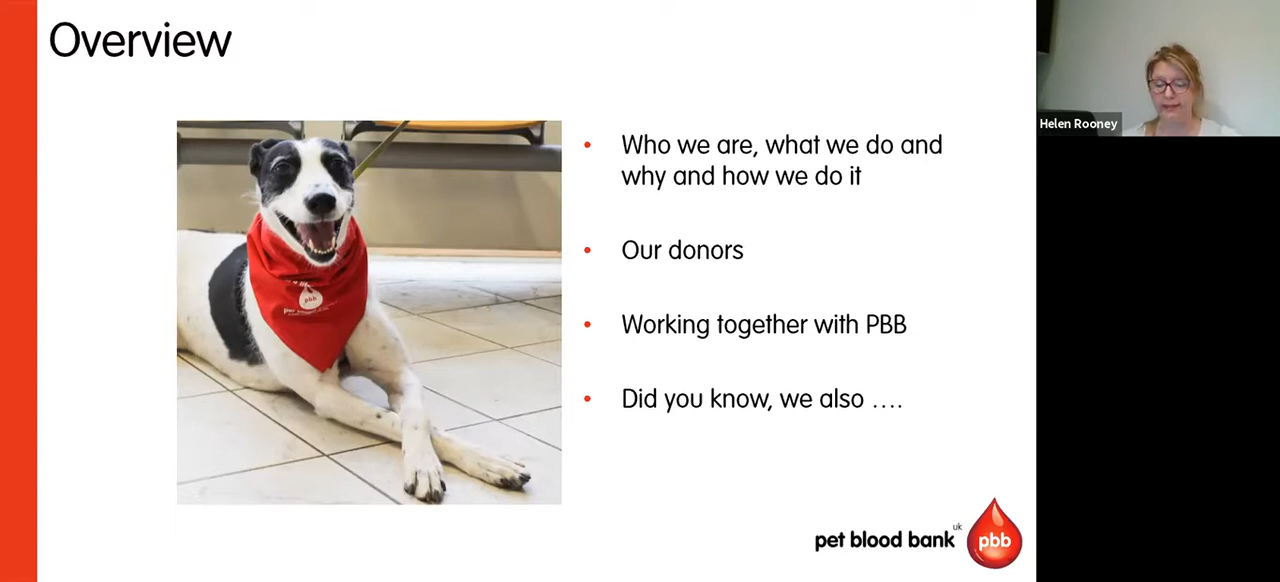 Overview
• Who we are, what we do and
why and how we do it
• Our donors
• Working together with PBB
• Did you know, we also ….
pbb
pet blood bank uk
pbb
Helen Rooney